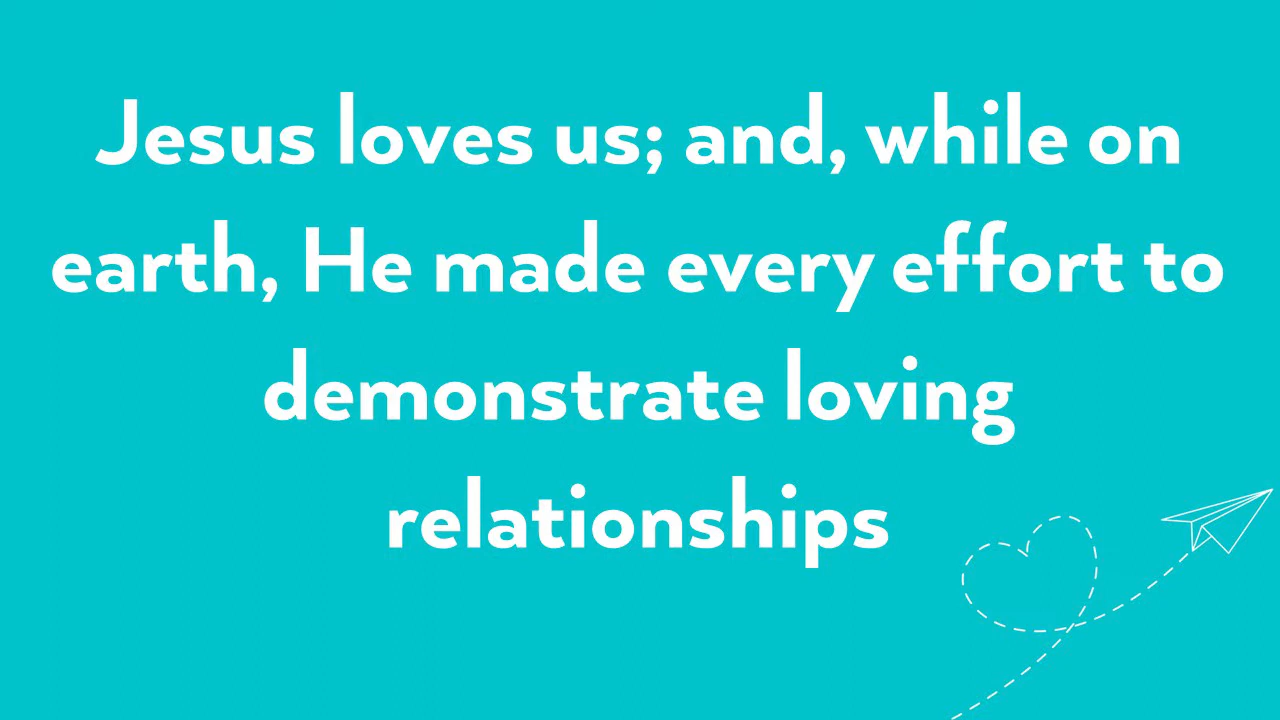 Jesus loves us; and, while on
earth, He made every effort to
demonstrate loving
relationships